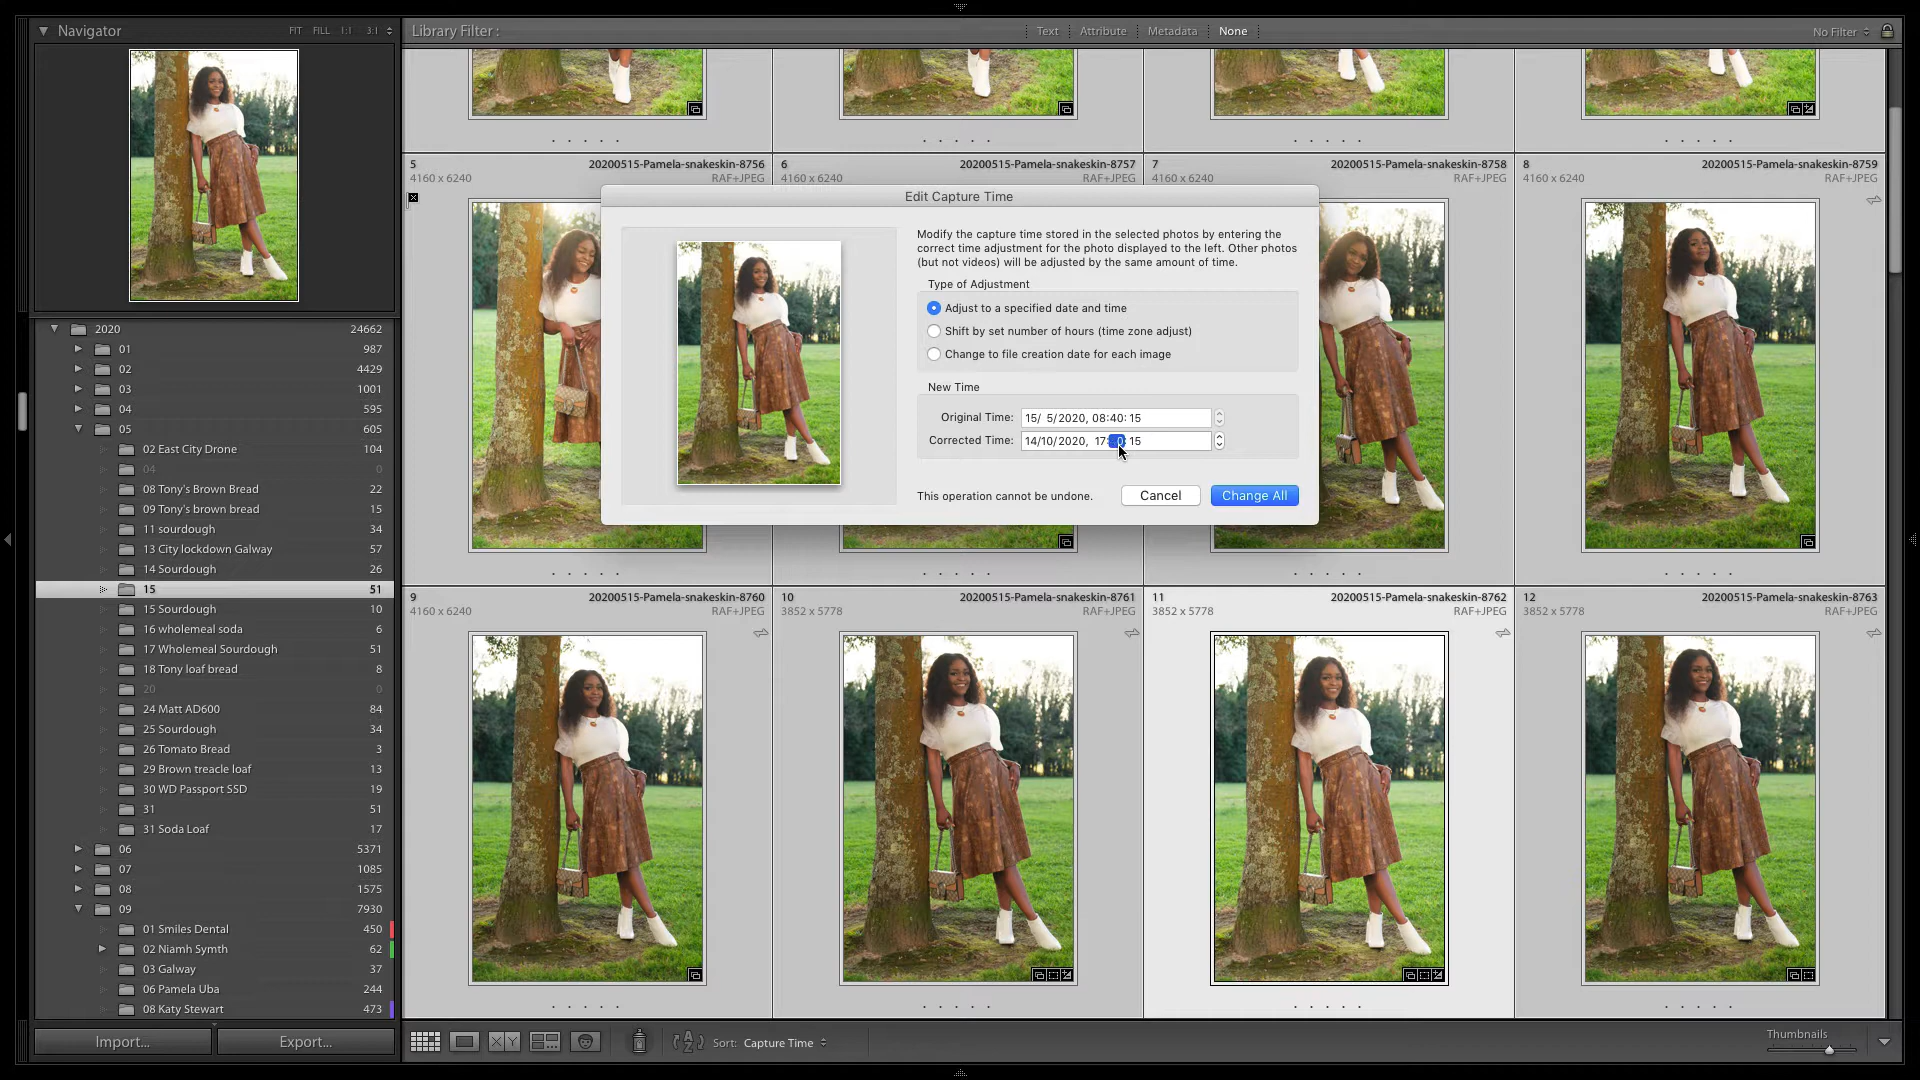 Navigator
FIT FILL 1:1 3:1
Library Filter :
Text Attribute Metadata None
No Filter
2020 24662
01 987
02 4429
03 1001
04 595
05 605
02 East City Drone 104
04 0
08 Tony's Brown Bread 22
09 Tony's brown bread 15
11 sourdough 34
13 City lockdown Galway 57
14 Sourdough 26
15 51
15 Sourdough 10
16 wholemeal soda 6
17 Wholemeal Sourdough 51
18 Tony loaf bread 8
20 0
24 Matt AD600 84
25 Sourdough 34
26 Tomato Bread 3
29 Brown treacle loaf 13
30 WD Passport SSD 19
31 51
31 Soda Loaf 17
06 5371
07 1085
08 1575
09 7930
01 Smiles Dental 450
02 Niamh Symth 62
03 Galway 37
06 Pamela Uba 244
08 Katy Stewart 473
Import... Export...
5 20200515-Pamela-snakeskin-8756
4160 x 6240 RAF+JPEG
6 20200515-Pamela-snakeskin-8757
4160 x 6240 RAF+JPEG
7 20200515-Pamela-snakeskin-8758
4160 x 6240 RAF+JPEG
8 20200515-Pamela-snakeskin-8759
4160 x 6240 RAF+JPEG
Edit Capture Time
Modify the capture time stored in the selected photos by entering the
correct time adjustment for the photo displayed to the left. Other photos
(but not videos) will be adjusted by the same amount of time.
Type of Adjustment
Adjust to a specified date and time
Shift by set number of hours (time zone adjust)
Change to file creation date for each image
New Time
Original Time: 15/ 5/2020, 08:40:15
Corrected Time: 14/10/2020, 17: 0:15
This operation cannot be undone.
Cancel Change All
9 20200515-Pamela-snakeskin-8760
4160 x 6240 RAF+JPEG
10 20200515-Pamela-snakeskin-8761
3852 x 5778 RAF+JPEG
11 20200515-Pamela-snakeskin-8762
3852 x 5778 RAF+JPEG
12 20200515-Pamela-snakeskin-8763
3852 x 5778 RAF+JPEG
X Y
Sort: Capture Time
Thumbnails